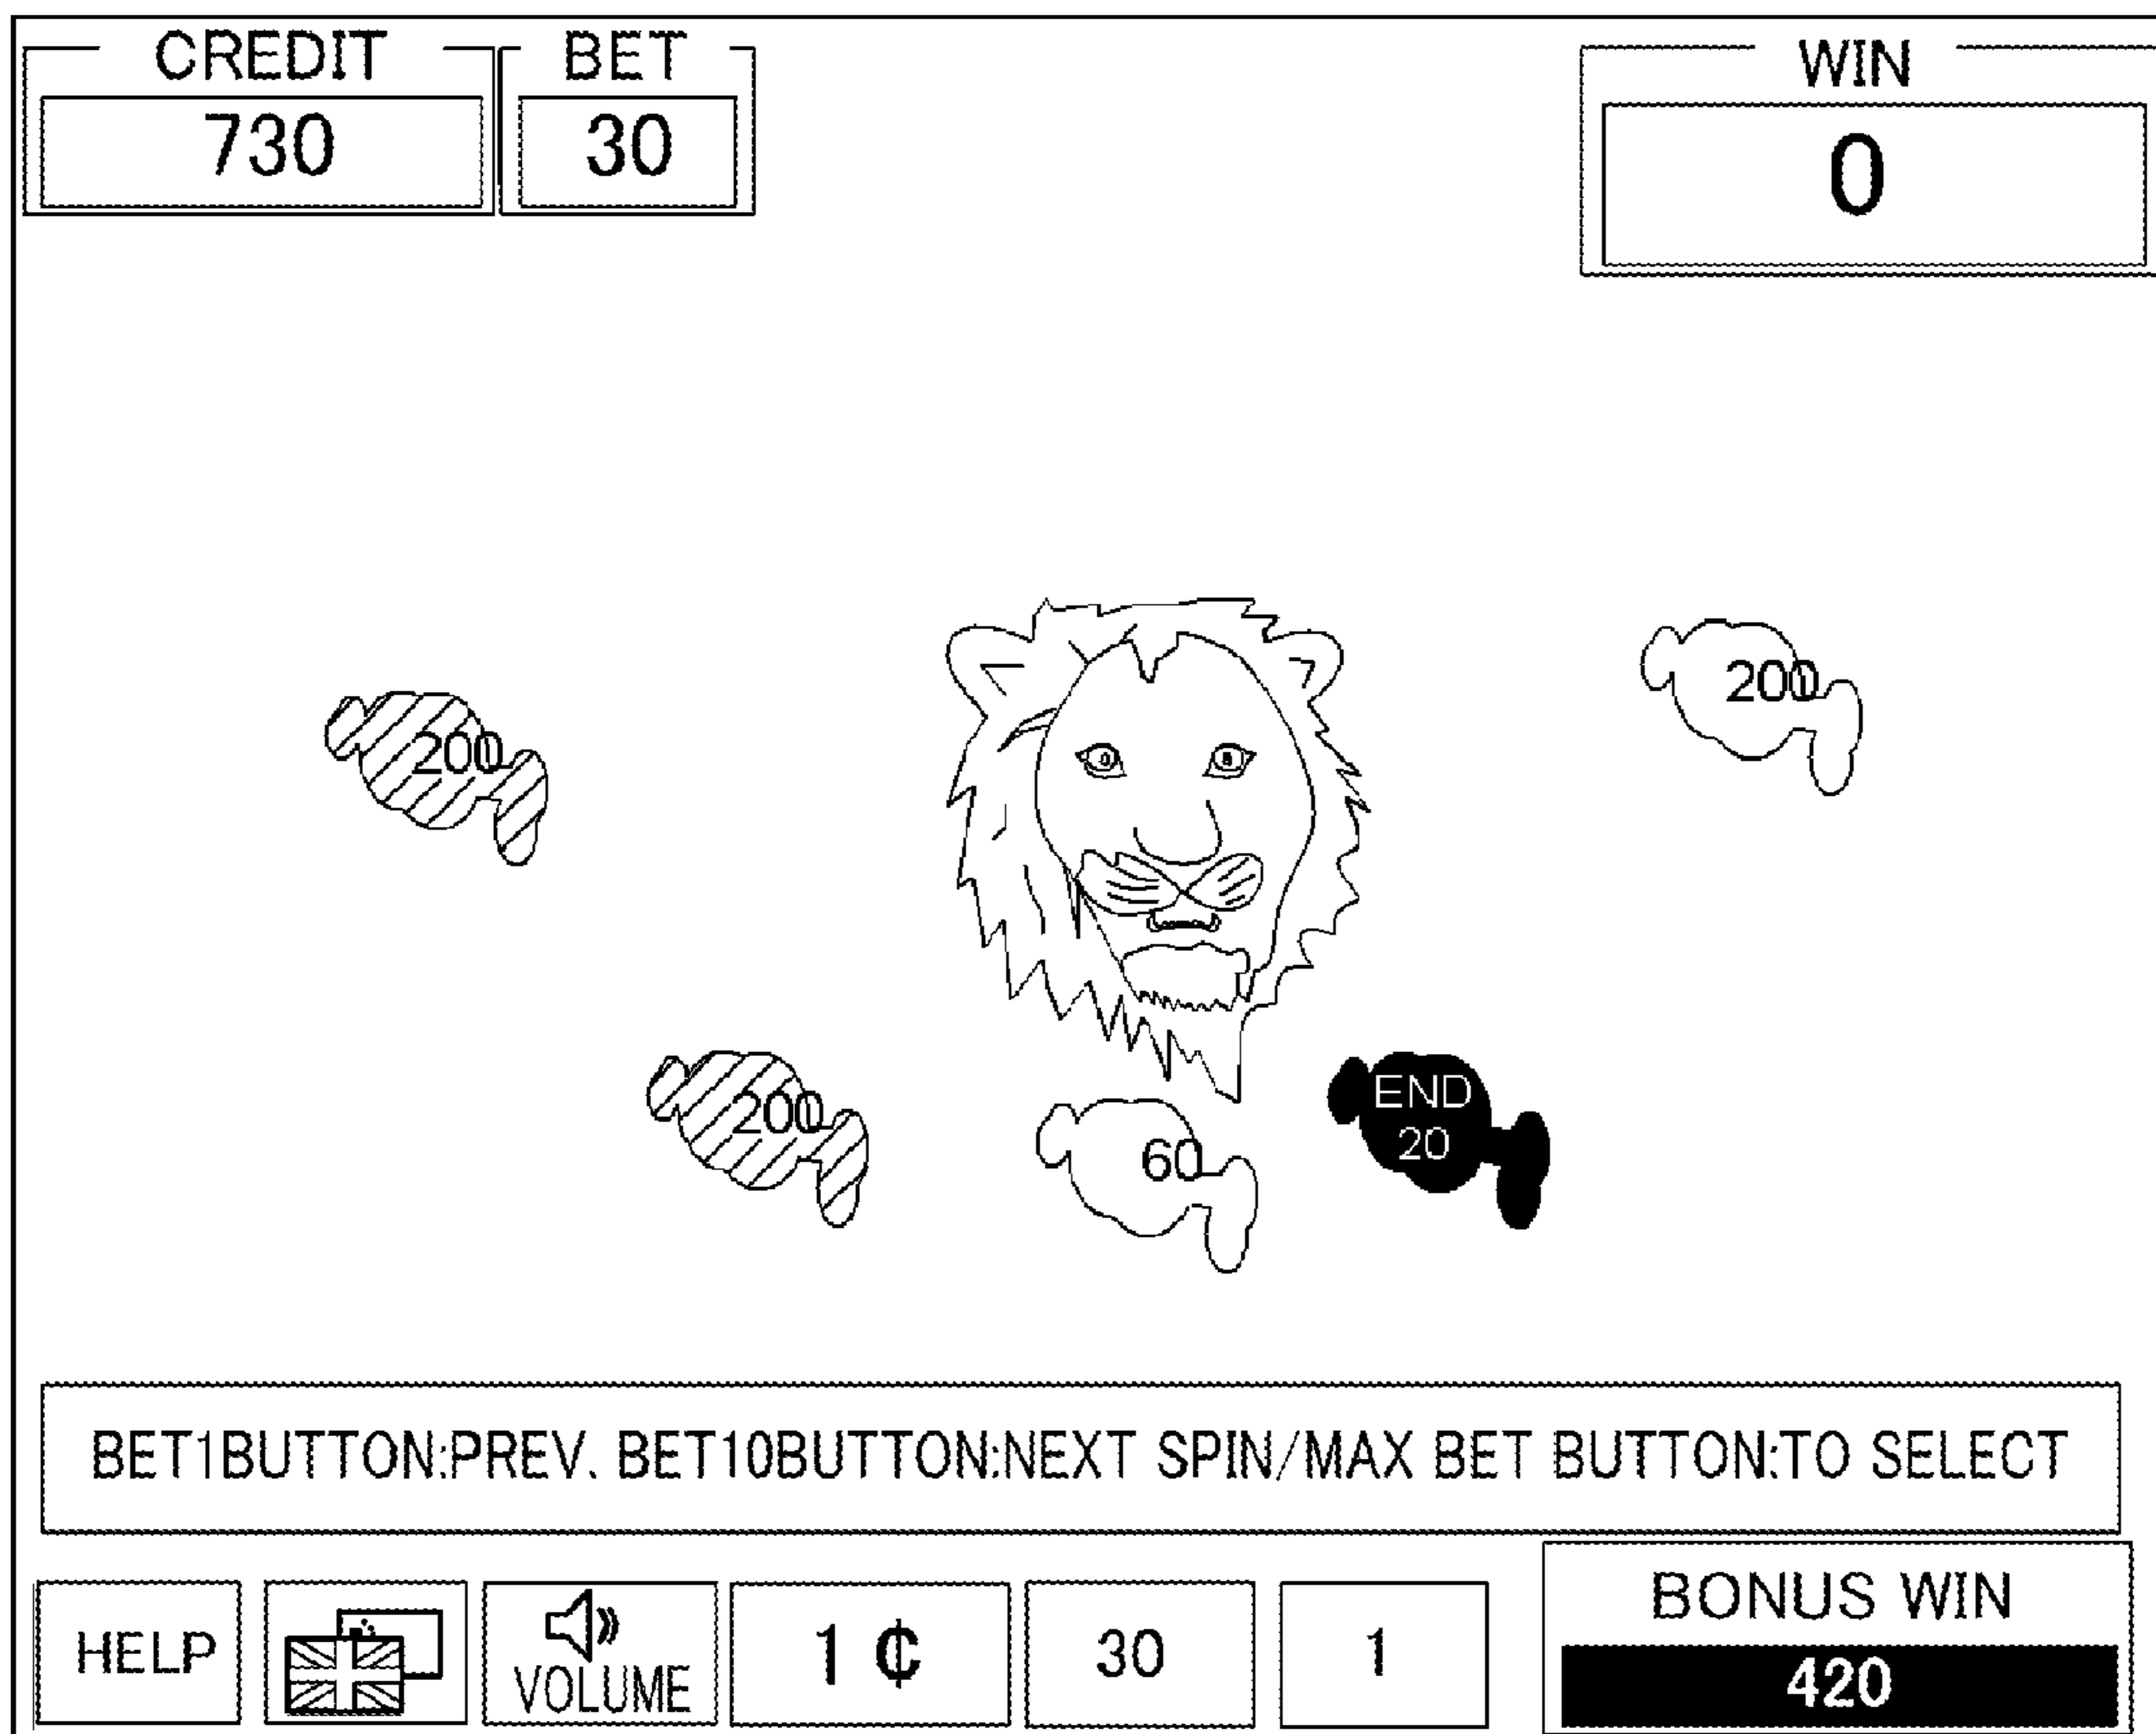 CREDIT
730
BET
30
WIN
0
200
200
200
60
END
20
BET1BUTTON:PREV. BET10BUTTON:NEXT SPIN/MAX BET BUTTON:TO SELECT
HELP
VOLUME
1 ¢
30
1
BONUS WIN
420